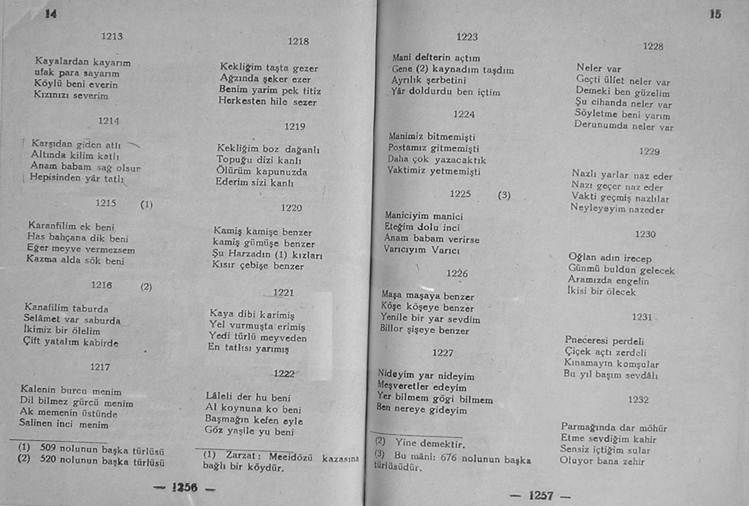 14
1213
Kayalardan kayarım
ufak para sayarım
Köylü beni everin
Kızınızı severim
1214
Karşıdan giden atlı
Altında kilim katlı
Anam babam sağ olsun
Hepisinden yâr tatlı
1215 (1)
Karanfilim ek beni
Has bahçana dik beni
Eğer meyve vermezsem
Kazma alda sök beni
1216 (2)
Kanafilim taburda
Selâmet var saburda
İkimiz bir ölelim
Çift yatalım kabirde
1217
Kalenin burcu menim
Dil bilmez gürcü menim
Ak memenin üstünde
Salinen inci menim
(1) 509 nolunun başka türlüsü
(2) 520 nolunun başka türlüsü
1218
Kekliğim taşta gezer
Ağzında şeker ezer
Benim yarim pek titiz
Herkesten hile sezer
1219
Kekliğim boz dağanlı
Topuğu dizi kanlı
Ölürüm kapunuzda
Ederim sizi kanlı
1220
Kamiş kamişe benzer
kamiş gümüşe benzer
Şu Harzadın (1) kızları
Kısır çebişe benzer
1221
Kaya dibi karimiş
Yel vurmuşta erimiş
Yedi türlü meyveden
En tatlısı yarımış
1222
Lâleli der hu beni
Al koynuna ko beni
Başmağın kefen eyle
Göz yaşile yu beni
(1) Zarzat: Mecidözü kazasına
bağlı bir köydür.
— 1256 —
15
1223
Mani defterin açtım
Gene (2) kaynadım taşdım
Ayrılık şerbetini
Yâr doldurdu ben içtim
1224
Manimiz bitmemişti
Postamız gitmemişti
Daha çok yazacaktık
Vaktimiz yetmemişti
1225 (3)
Maniciyim manici
Eteğim dolu inci
Anam babam verirse
Varıcıyım Varıcı
1226
Maşa maşaya benzer
Köşe köşeye benzer
Yenile bir yar sevdim
Billor şişeye benzer
1227
Nideyim yar nideyim
Meşveretler edeyim
Yer bilmem gögi bilmem
Ben nereye gideyim
(2) Yine demektir.
(3) Bu mâni: 676 nolunun başka
türlüsüdür.
1228
Neler var
Geçti ülfet neler var
Demeki ben güzelim
Şu cihanda neler var
Söyletme beni yarım
Derunumda neler var
1229
Nazlı yarlar naz eder
Nazı geçer naz eder
Vakti geçmiş nazlılar
Neyleyeyim nazeder
1230
Oğlan adın irecep
Günmü buldun gelecek
Aramızda engelin
İkisi bir ölecek
1231
Pneceresi perdeli
Çiçek açtı zerdeli
Kınamayın komşular
Bu yıl başım sevdâlı
1232
Parmağında dar möhür
Etme sevdiğim kahir
Sensiz içtiğim sular
Oluyor bana zehir
— 1257 —